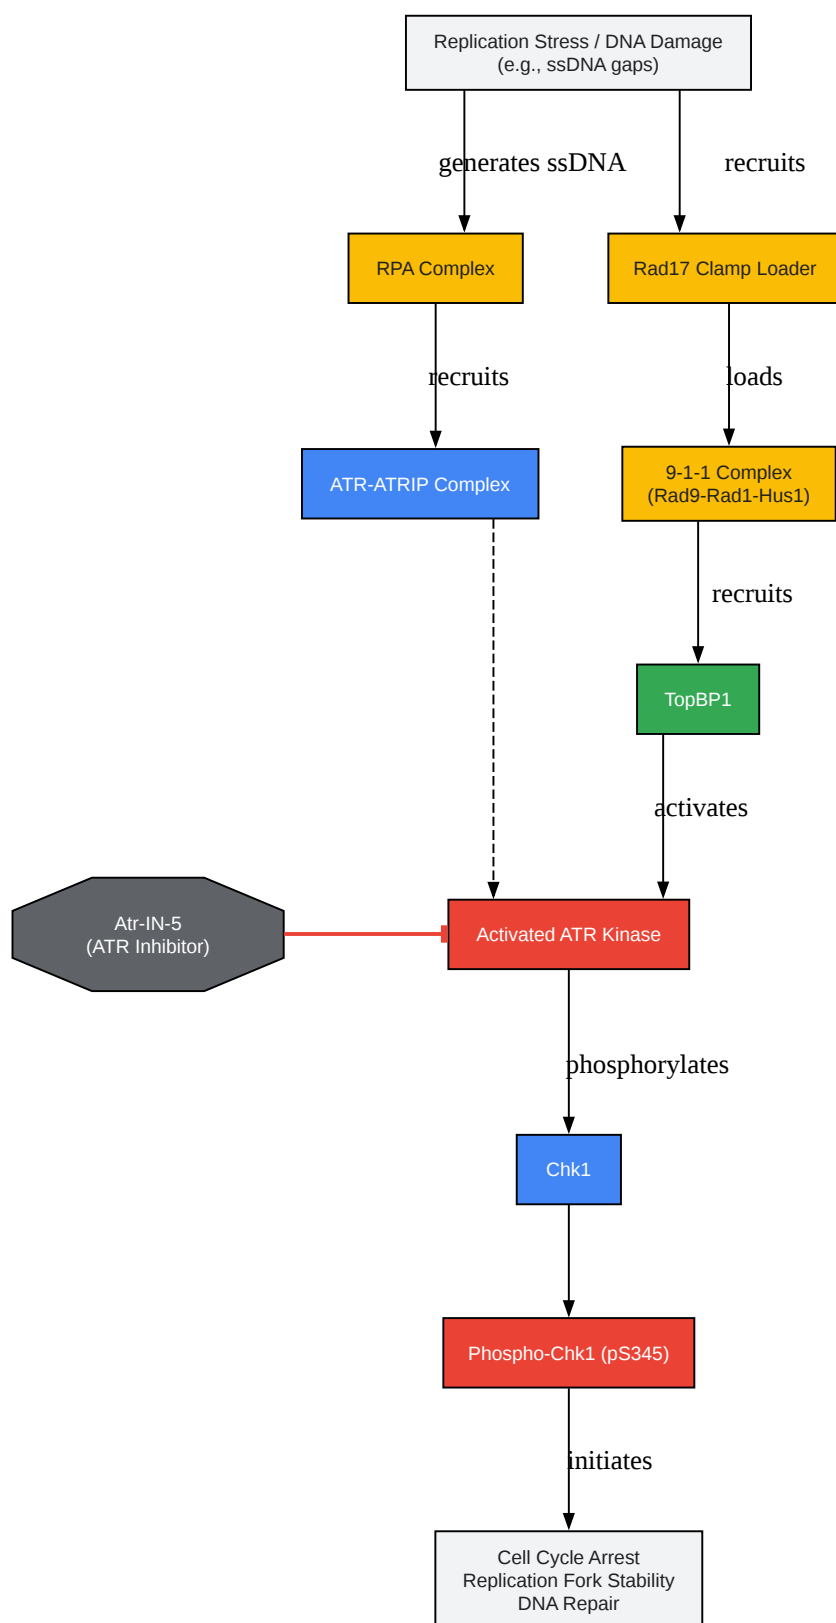 Replication Stress / DNA Damage
(e.g., ssDNA gaps)
generates ssDNA
recruits
RPA Complex
Rad17 Clamp Loader
recruits
loads
ATR-ATRIP Complex
9-1-1 Complex
(Rad9-Rad1-Hus1)
recruits
TopBP1
activates
Atr-IN-5
(ATR Inhibitor)
Activated ATR Kinase
phosphorylates
Chk1
Phospho-Chk1 (pS345)
initiates
Cell Cycle Arrest
Replication Fork Stability
DNA Repair